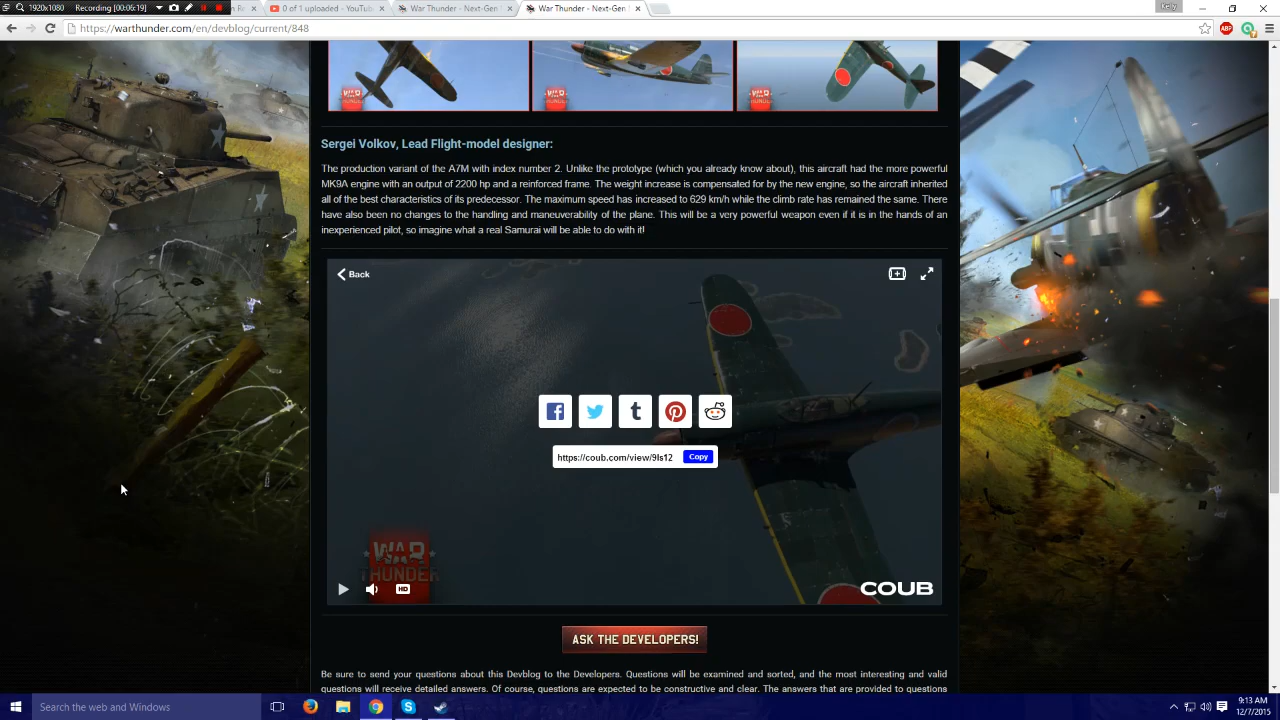 1920x1080 Recording [00:06:19]
0 of 1 uploaded - YouTube
War Thunder - Next-Gen
War Thunder - Next-Gen
Kelly
https://warthunder.com/en/devblog/current/848
ABP
WAR THUNDER
WAR THUNDER
WAR THUNDER
Sergei Volkov, Lead Flight-model designer:
The production variant of the A7M with index number 2. Unlike the prototype (which you already know about), this aircraft had the more powerful
MK9A engine with an output of 2200 hp and a reinforced frame. The weight increase is compensated for by the new engine, so the aircraft inherited
all of the best characteristics of its predecessor. The maximum speed has increased to 629 km/h while the climb rate has remained the same. There
have also been no changes to the handling and maneuverability of the plane. This will be a very powerful weapon even if it is in the hands of an
inexperienced pilot, so imagine what a real Samurai will be able to do with it!
Back
https://coub.com/view/9ls12 Copy
WAR
THUNDER
HD
COUB
ASK THE DEVELOPERS!
Be sure to send your questions about this Devblog to the Developers. Questions will be examined and sorted, and the most interesting and valid
questions will receive detailed answers. Of course, questions are expected to be constructive and clear. The answers that are provided to questions
Search the web and Windows
9:13 AM
12/7/2015